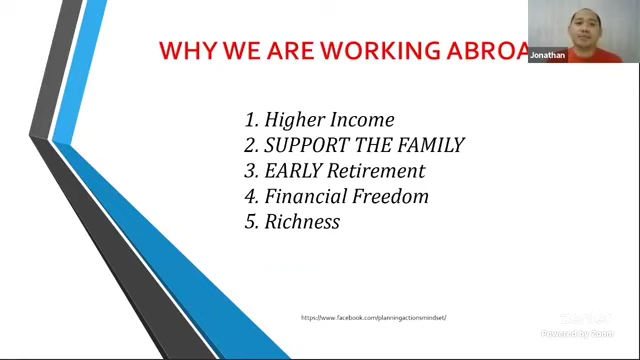 WHY WE ARE WORKING ABROA
Jonathan
1. Higher Income
2. SUPPORT THE FAMILY
3. EARLY Retirement
4. Financial Freedom
5. Richness
https://www.facebook.com/planningactionsmindset/
Powered by Zoom